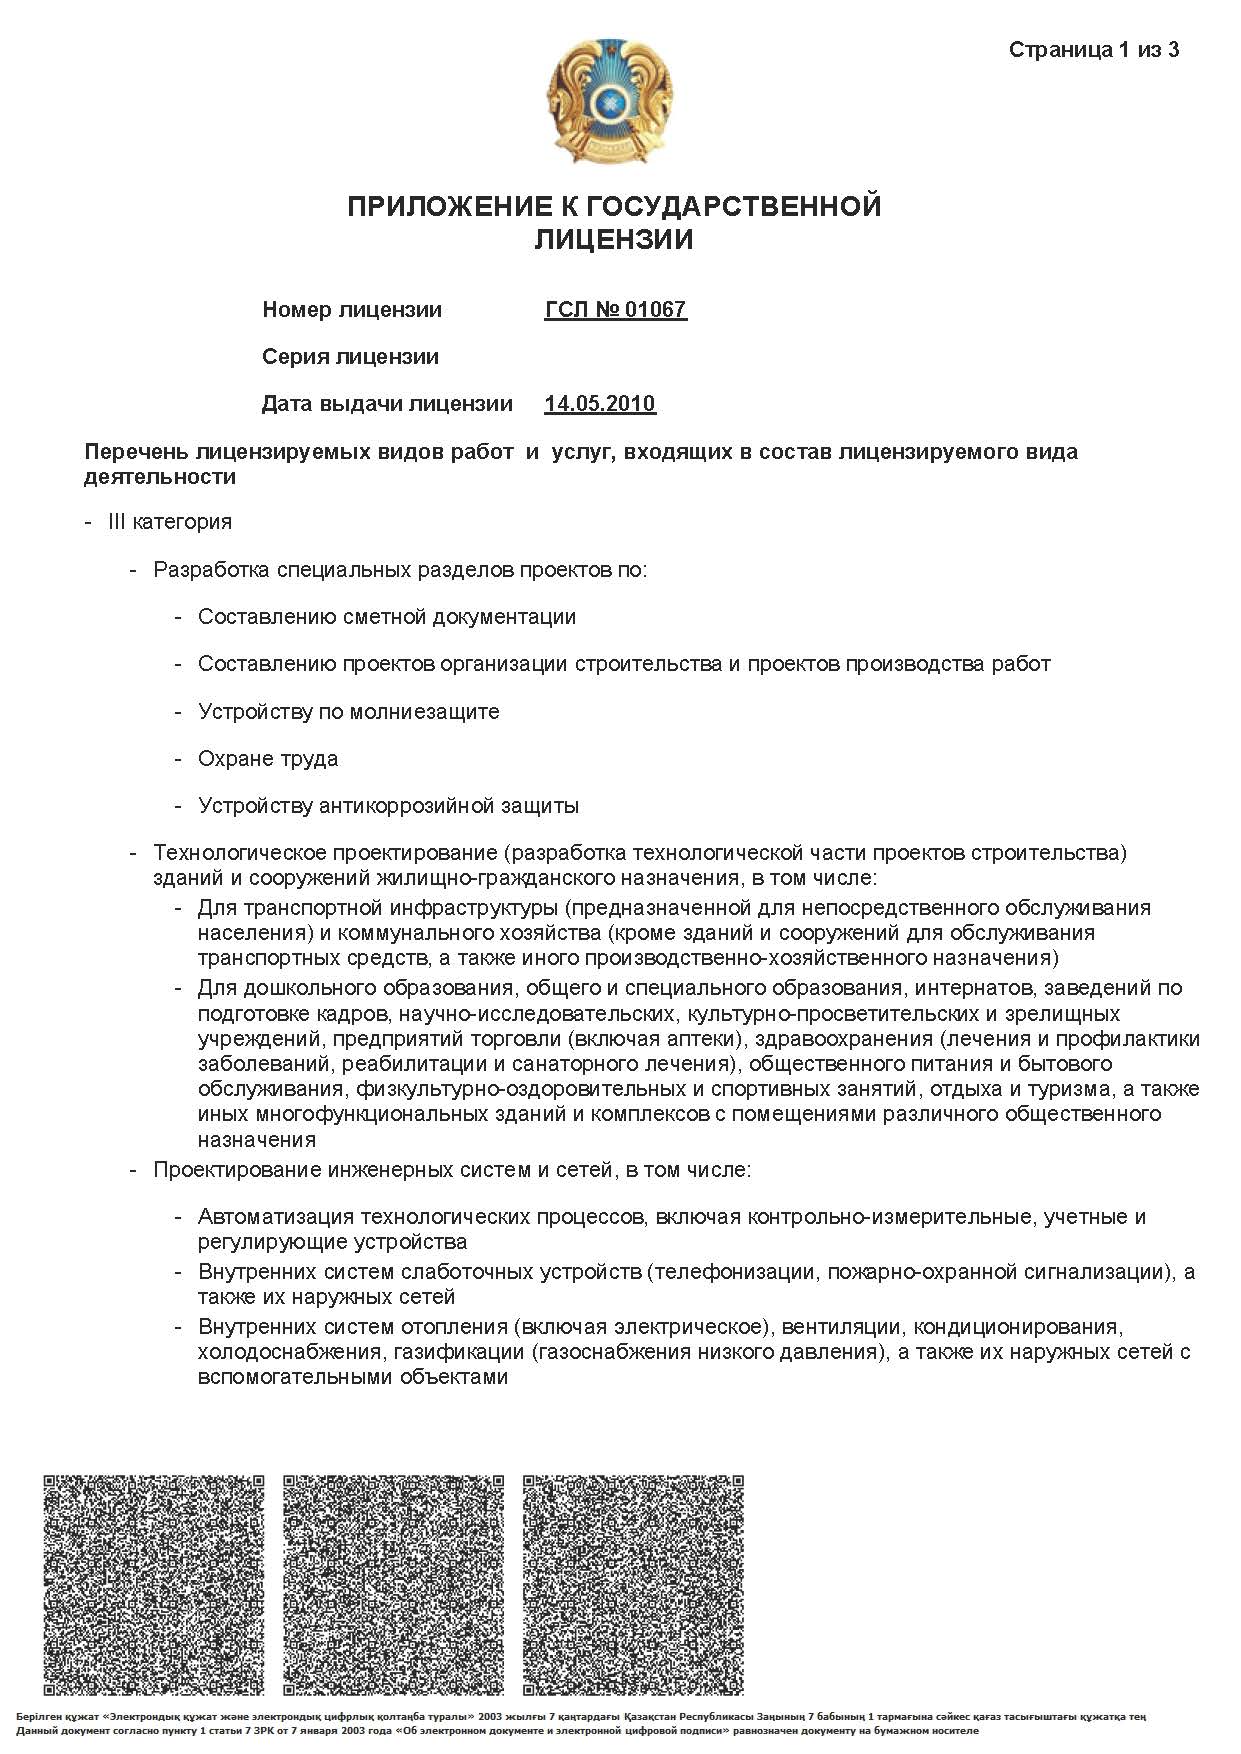 Страница 1 из 3
ПРИЛОЖЕНИЕ К ГОСУДАРСТВЕННОЙ
ЛИЦЕНЗИИ
Номер лицензии ГСЛ № 01067
Серия лицензии
Дата выдачи лицензии 14.05.2010
Перечень лицензируемых видов работ и услуг, входящих в состав лицензируемого вида
деятельности
- III категория
- Разработка специальных разделов проектов по:
- Составлению сметной документации
- Составлению проектов организации строительства и проектов производства работ
- Устройству по молниезащите
- Охране труда
- Устройству антикоррозийной защиты
- Технологическое проектирование (разработка технологической части проектов строительства)
зданий и сооружений жилищно-гражданского назначения, в том числе:
- Для транспортной инфраструктуры (предназначенной для непосредственного обслуживания
населения) и коммунального хозяйства (кроме зданий и сооружений для обслуживания
транспортных средств, а также иного производственно-хозяйственного назначения)
- Для дошкольного образования, общего и специального образования, интернатов, заведений по
подготовке кадров, научно-исследовательских, культурно-просветительских и зрелищных
учреждений, предприятий торговли (включая аптеки), здравоохранения (лечения и профилактики
заболеваний, реабилитации и санаторного лечения), общественного питания и бытового
обслуживания, физкультурно-оздоровительных и спортивных занятий, отдыха и туризма, а также
иных многофункциональных зданий и комплексов с помещениями различного общественного
назначения
- Проектирование инженерных систем и сетей, в том числе:
- Автоматизация технологических процессов, включая контрольно-измерительные, учетные и
регулирующие устройства
- Внутренних систем слаботочных устройств (телефонизации, пожарно-охранной сигнализации), а
также их наружных сетей
- Внутренних систем отопления (включая электрическое), вентиляции, кондиционирования,
холодоснабжения, газификации (газоснабжения низкого давления), а также их наружных сетей с
вспомогательными объектами
Берілген құжат «Электрондық құжат және электрондық цифрлық қолтаңба туралы» 2003 жылғы 7 қаңтардағы Қазақстан Республикасы Заңының 7 бабының 1 тармағына сәйкес қағаз тасығыштағы құжатқа тең
Данный документ согласно пункту 1 статьи 7 ЗРК от 7 января 2003 года «Об электронном документе и электронной цифровой подписи» равнозначен документу на бумажном носителе